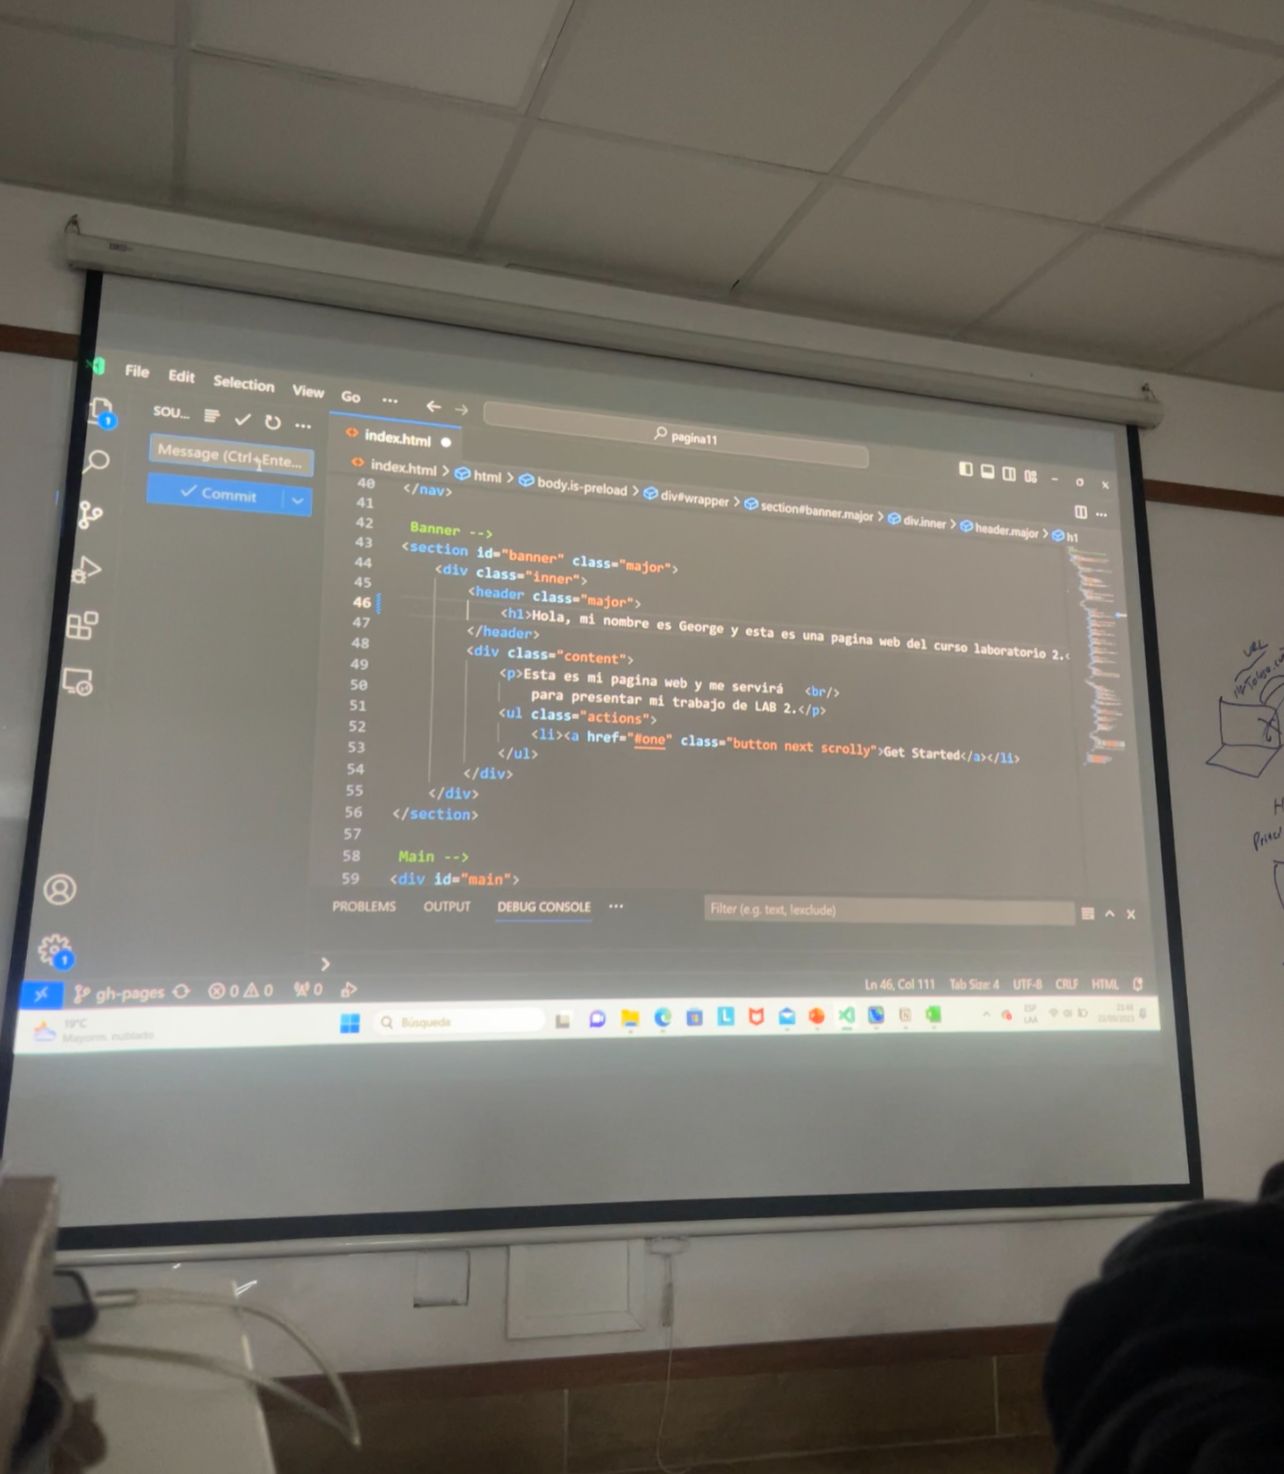 File Edit Selection View Go ... pagina11
SOU... ...
index.html
Message (Ctrl+Ente...
Commit
index.html > html > body.is-preload > div#wrapper > section#banner.major > div.inner > header.major > h1
40 </nav>
41
42 Banner -->
43 <section id="banner" class="major">
44 <div class="inner">
45 <header class="major">
46 <h1>Hola, mi nombre es George y esta es una pagina web del curso laboratorio 2.<
47 </header>
48 <div class="content">
49 <p>Esta es mi pagina web y me servirá <br/>
50 para presentar mi trabajo de LAB 2.</p>
51 <ul class="actions">
52 <li><a href="#one" class="button next scrolly">Get Started</a></li>
53 </ul>
54 </div>
55 </div>
56 </section>
57
58 Main -->
59 <div id="main">
PROBLEMS OUTPUT DEBUG CONSOLE ... Filter (e.g. text, !exclude)
gh-pages 0 0 0 Ln 46, Col 111 Tab Size: 4 UTF-8 CRLF HTML
19°C
Mayorm. nublado
Búsqueda
ESP
LAA
URL